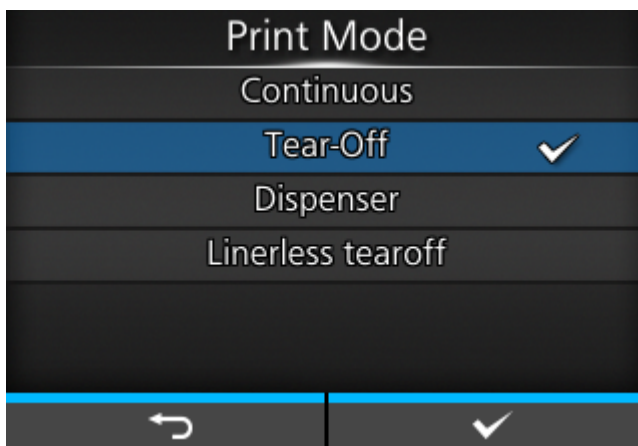 Print Mode
Continuous
Tear-Off
Dispenser
Linerless tearoff